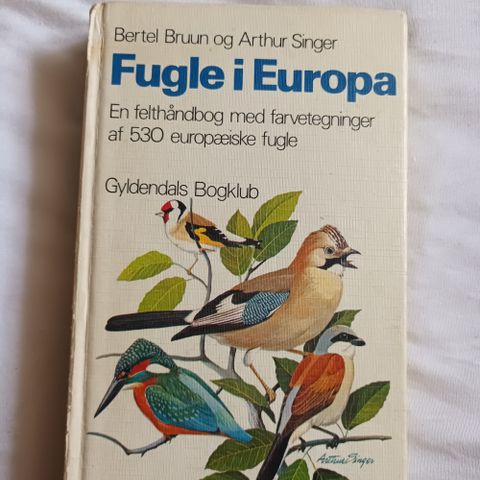 Bertel Bruun og Arthur Singer
Fugle i Europa
En felthåndbog med farvetegninger
af 530 europæiske fugle
Gyldendals Bogklub
Arthur Singer